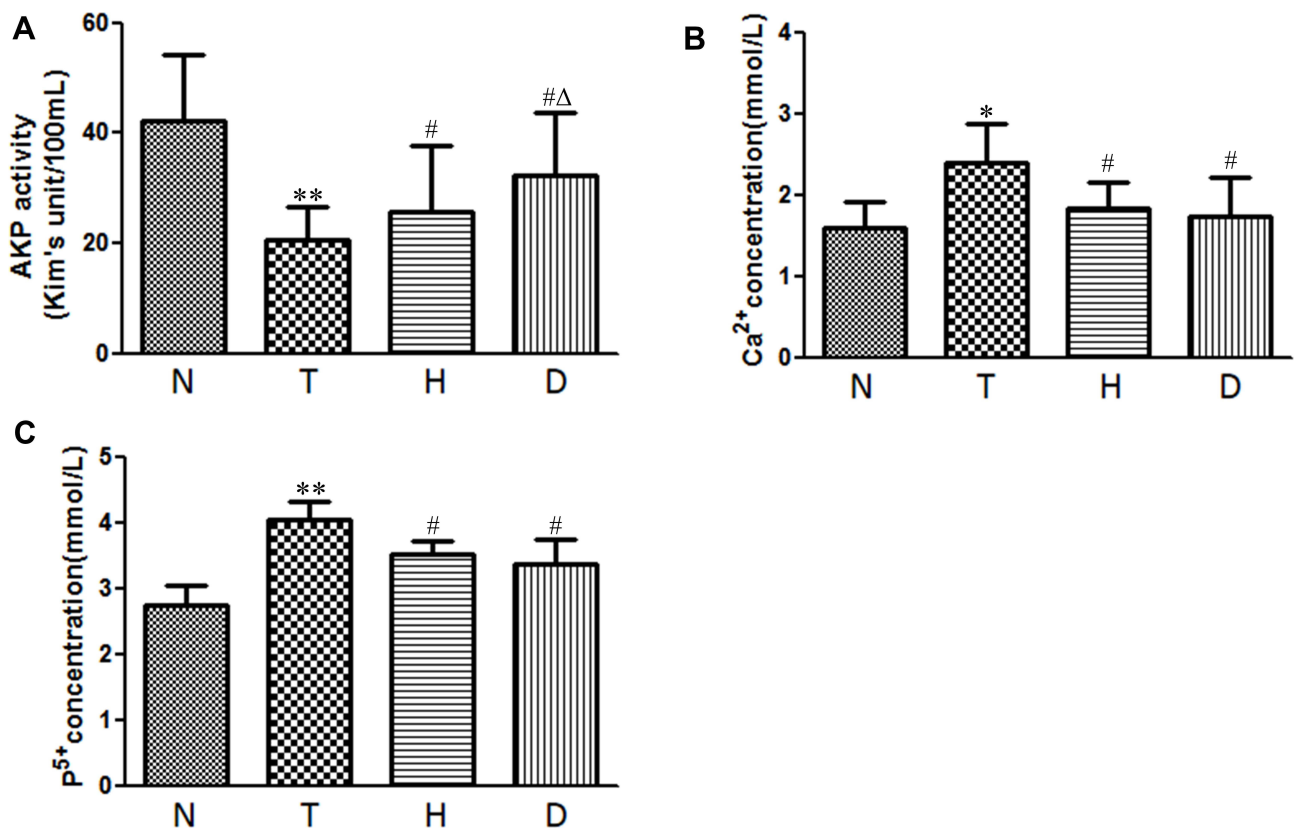 A
AKP activity
(Kim's unit/100mL)
60
40
20
0
**
#
#Δ
N T H D
B
Ca2+concentration(mmol/L)
4
3
2
1
0
*
#
#
N T H D
C
P5+concentration(mmol/L)
5
4
3
2
1
0
**
#
#
N T H D